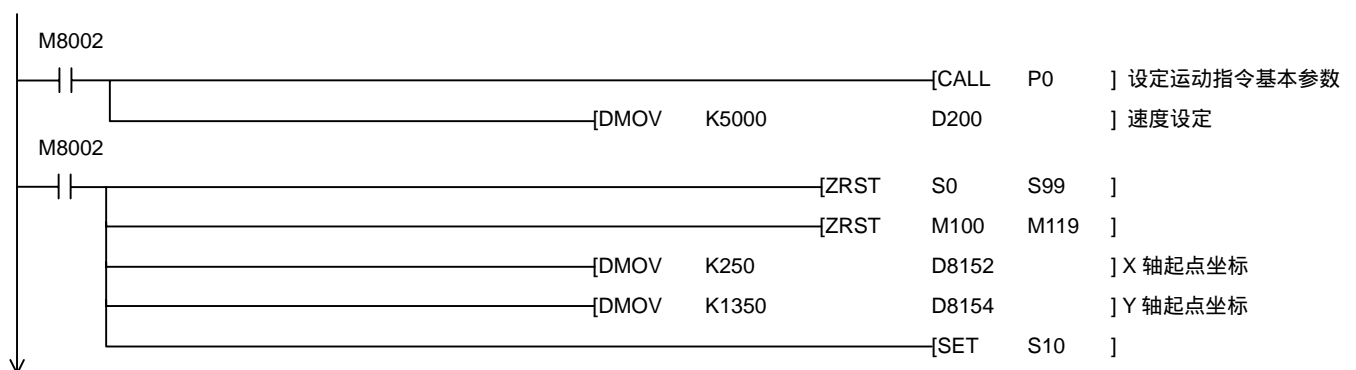 M8002
[CALL P0 ] 设定运动指令基本参数
[DMOV K5000 D200 ] 速度设定
M8002
[ZRST S0 S99 ]
[ZRST M100 M119 ]
[DMOV K250 D8152 ] X 轴起点坐标
[DMOV K1350 D8154 ] Y 轴起点坐标
[SET S10 ]